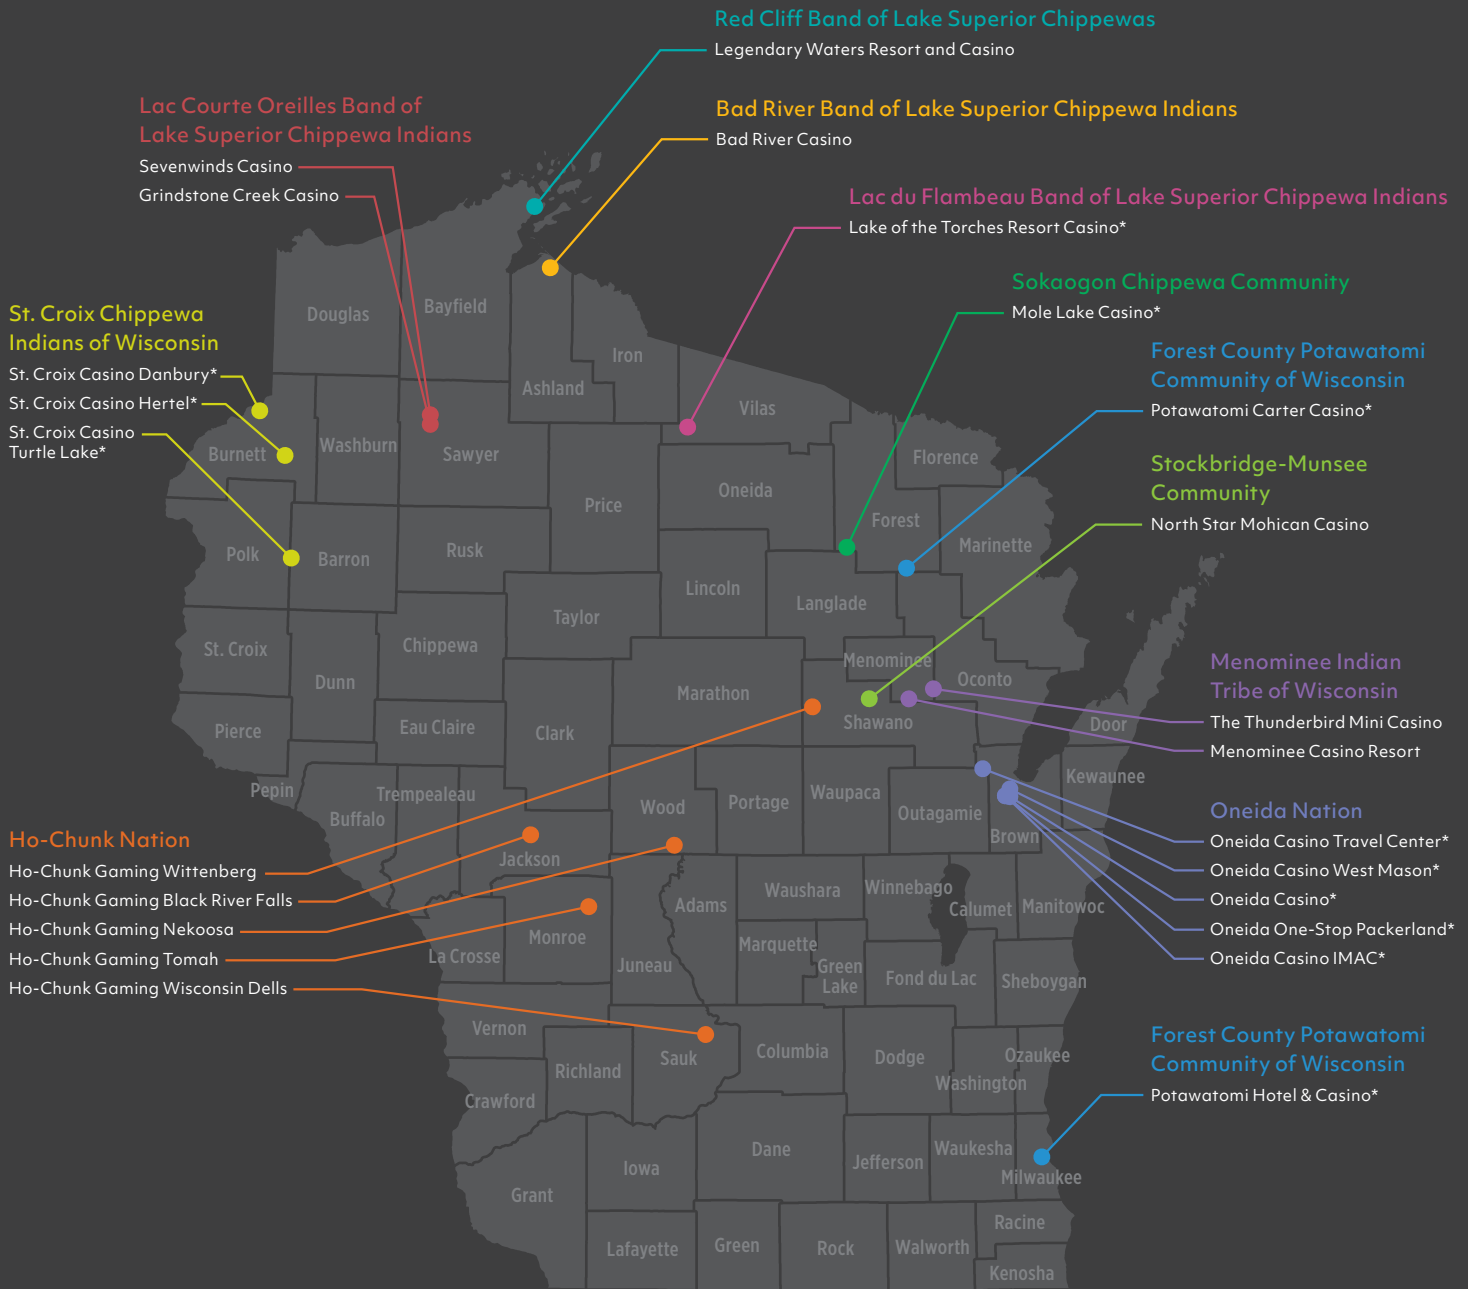 Red Cliff Band of Lake Superior Chippewas
Legendary Waters Resort and Casino
Lac Courte Oreilles Band of
Lake Superior Chippewa Indians
Sevenwinds Casino
Grindstone Creek Casino
Bad River Band of Lake Superior Chippewa Indians
Bad River Casino
Lac du Flambeau Band of Lake Superior Chippewa Indians
Lake of the Torches Resort Casino*
Sokaogon Chippewa Community
Mole Lake Casino*
St. Croix Chippewa
Indians of Wisconsin
St. Croix Casino Danbury*
St. Croix Casino Hertel*
St. Croix Casino
Turtle Lake*
Forest County Potawatomi
Community of Wisconsin
Potawatomi Carter Casino*
Stockbridge-Munsee
Community
North Star Mohican Casino
Menominee Indian
Tribe of Wisconsin
The Thunderbird Mini Casino
Menominee Casino Resort
Oneida Nation
Oneida Casino Travel Center*
Oneida Casino West Mason*
Oneida Casino*
Oneida One-Stop Packerland*
Oneida Casino IMAC*
Ho-Chunk Nation
Ho-Chunk Gaming Wittenberg
Ho-Chunk Gaming Black River Falls
Ho-Chunk Gaming Nekoosa
Ho-Chunk Gaming Tomah
Ho-Chunk Gaming Wisconsin Dells
Forest County Potawatomi
Community of Wisconsin
Potawatomi Hotel & Casino*
Douglas
Bayfield
Iron
Ashland
Vilas
Burnett
Washburn
Sawyer
Florence
Oneida
Price
Forest
Marinette
Polk
Barron
Rusk
Lincoln
Langlade
Taylor
St. Croix
Chippewa
Menominee
Oconto
Dunn
Marathon
Shawano
Door
Pierce
Eau Claire
Clark
Pepin
Trempealeau
Kewaunee
Buffalo
Wood
Portage
Waupaca
Outagamie
Brown
Jackson
Waushara
Winnebago
Adams
Calumet
Manitowoc
Monroe
Marquette
La Crosse
Juneau
Green
Lake
Fond du Lac
Sheboygan
Vernon
Sauk
Columbia
Dodge
Ozaukee
Richland
Washington
Crawford
Dane
Waukesha
Iowa
Jefferson
Milwaukee
Grant
Racine
Lafayette
Green
Rock
Walworth
Kenosha